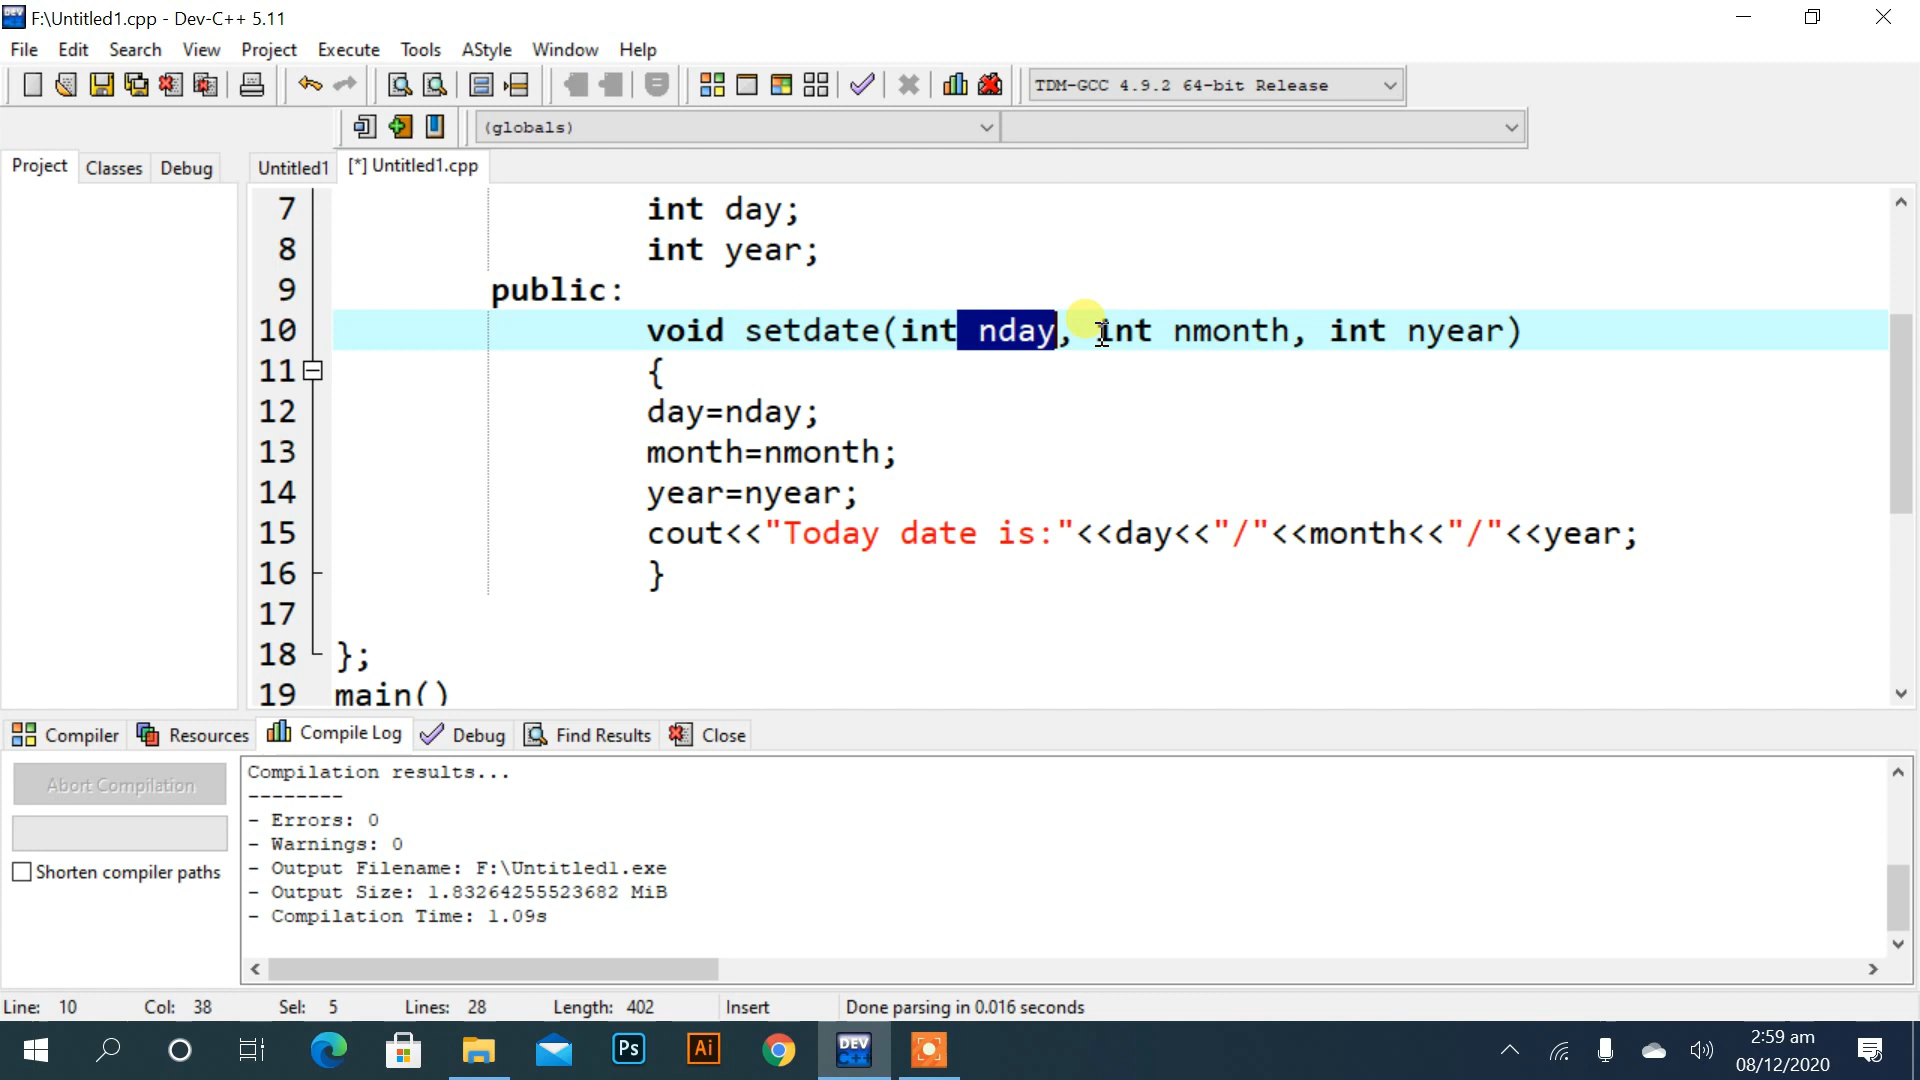 F:\Untitled1.cpp - Dev-C++ 5.11
File Edit Search View Project Execute Tools AStyle Window Help
TDM-GCC 4.9.2 64-bit Release
(globals)
Project Classes Debug Untitled1 [*] Untitled1.cpp
7 int day;
8 int year;
9 public:
10 void setdate(int nday, int nmonth, int nyear)
11 {
12 day=nday;
13 month=nmonth;
14 year=nyear;
15 cout<<"Today date is:"<<day<<"/"<<month<<"/"<<year;
16 }
17
18 };
19 main()
Compiler Resources Compile Log Debug Find Results Close
Abort Compilation
Shorten compiler paths
Compilation results...
--------
- Errors: 0
- Warnings: 0
- Output Filename: F:\Untitled1.exe
- Output Size: 1.83264255523682 MiB
- Compilation Time: 1.09s
Line: 10 Col: 38 Sel: 5 Lines: 28 Length: 402 Insert Done parsing in 0.016 seconds
Ps Ai DEV C++
2:59 am
08/12/2020